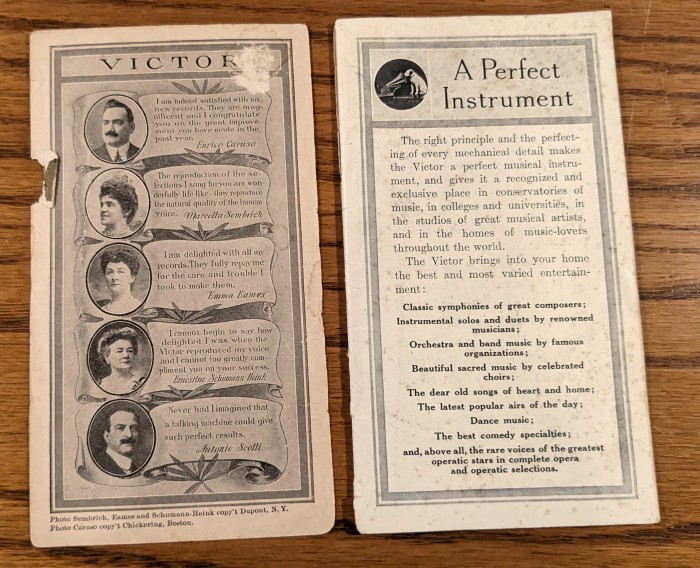 VICTOR
I am indeed satisfied with my
new records. They are mag-
nificent and I congratulate
you on the great improve-
ment you have made in the
past year.
Enrico Caruso
The reproduction of the se-
lections I sang for you are won-
derfully life like - they reproduce
the natural quality of the human
voice. Marcella Sembrich
I am delighted with all my
records. They fully repay me
for the care and trouble I
took to make them.
Emma Eames
I cannot begin to say how
delighted I was when the
Victor reproduced my voice
and I cannot too greatly com-
pliment you on your success.
Ernestine Schumann-Heink
Never had I imagined that
a talking machine could give
such perfect results.
Antonio Scotti
Photo Sembrich, Eames and Schumann-Heink copy't Dupont, N. Y.
Photo Caruso copy't Chickering, Boston.
A Perfect
Instrument
The right principle and the perfect-
ing of every mechanical detail makes
the Victor a perfect musical instru-
ment, and gives it a recognized and
exclusive place in conservatories of
music, in colleges and universities, in
the studios of great musical artists,
and in the homes of music-lovers
throughout the world.
The Victor brings into your home
the best and most varied entertain-
ment:
Classic symphonies of great composers;
Instrumental solos and duets by renowned
musicians;
Orchestra and band music by famous
organizations;
Beautiful sacred music by celebrated
choirs;
The dear old songs of heart and home;
The latest popular airs of the day;
Dance music;
The best comedy specialties;
and, above all, the rare voices of the greatest
operatic stars in complete opera
and operatic selections.